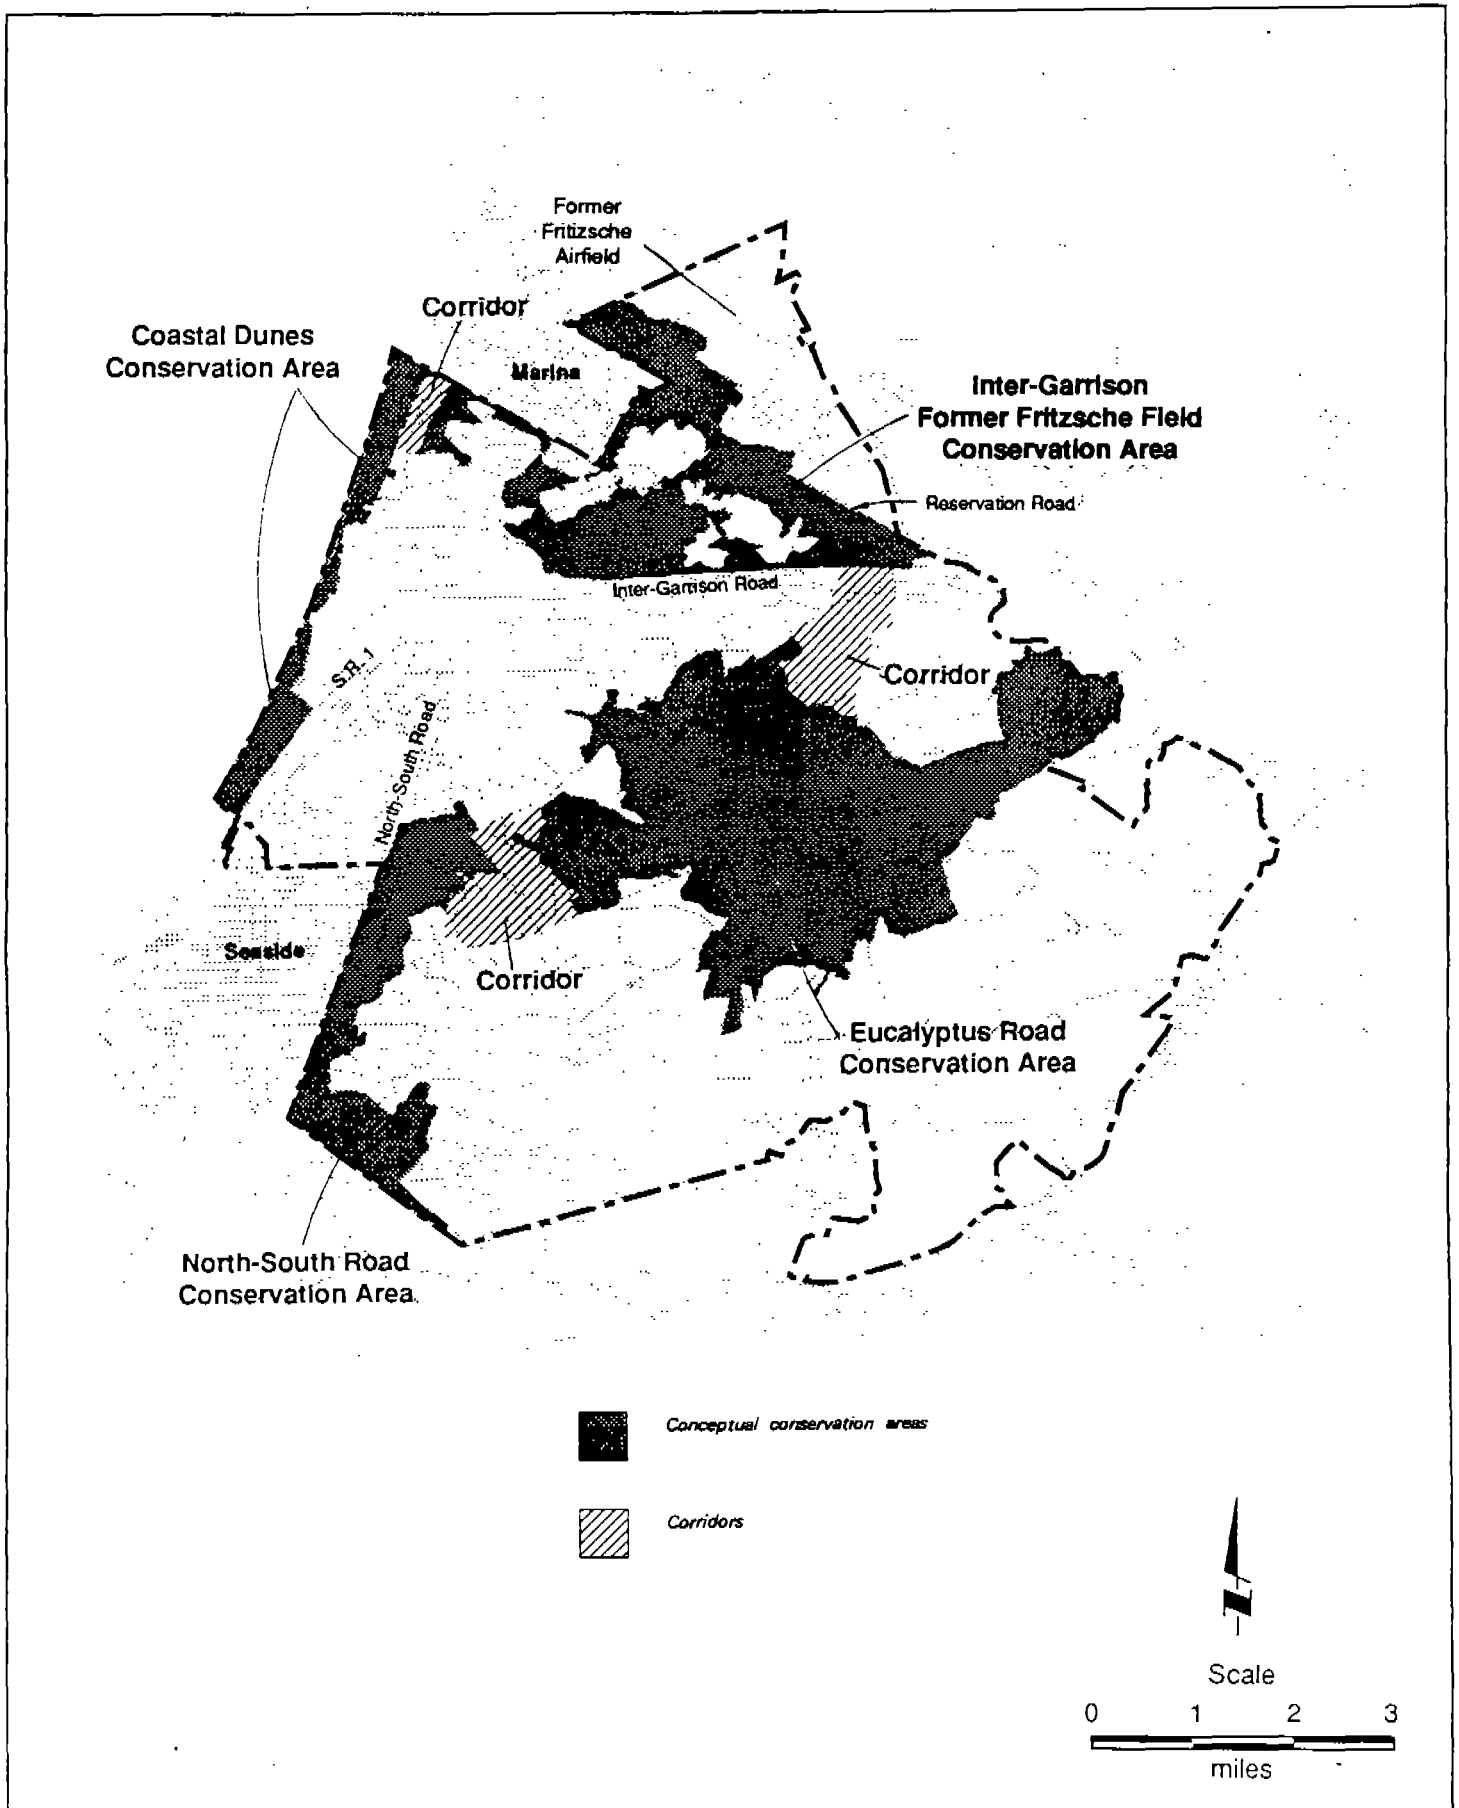 Former
Fritizsche
Airfield
Corridor
Coastal Dunes
Conservation Area
Marina
Inter-Garrison
Former Fritzsche Field
Conservation Area
Reservation Road
Inter-Garrison Road
S.R. 1
Corridor
North-South Road
Seaside
Corridor
Eucalyptus Road
Conservation Area
North-South Road
Conservation Area
Conceptual conservation areas
Corridors
Scale
0 1 2 3
miles